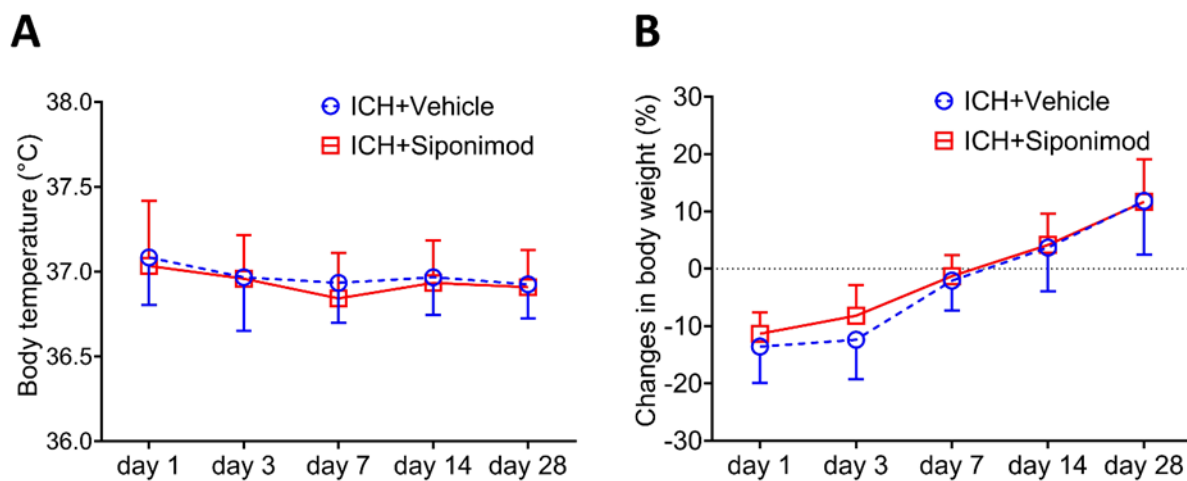 A
Body temperature (°C)
38.0
37.5
37.0
36.5
36.0
ICH+Vehicle
ICH+Siponimod
day 1 day 3 day 7 day 14 day 28
B
Changes in body weight (%)
30
20
10
0
-10
-20
-30
ICH+Vehicle
ICH+Siponimod
day 1 day 3 day 7 day 14 day 28